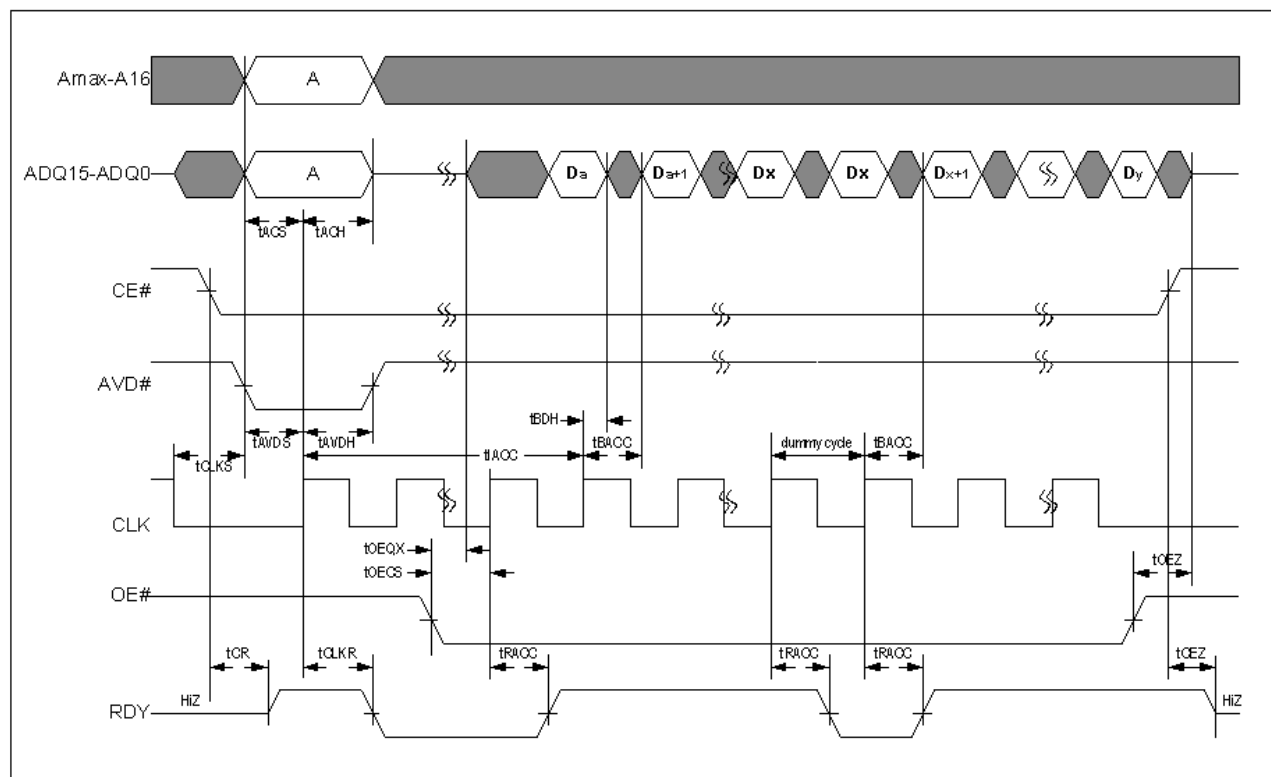 Amax-A16
A
ADQ15-ADQ0
A
Da
Da+1
Dx
Dx
Dx+1
Dy
tACS
tACH
CE#
AVD#
tAVDS
tAVDH
tBDH
tBACC
dummy cycle
tBACC
tCLKS
tIACC
CLK
tOEQX
tOECS
tOEZ
OE#
tCR
tCLKR
tRACC
tRACC
tRACC
tCEZ
HiZ
RDY
HiZ